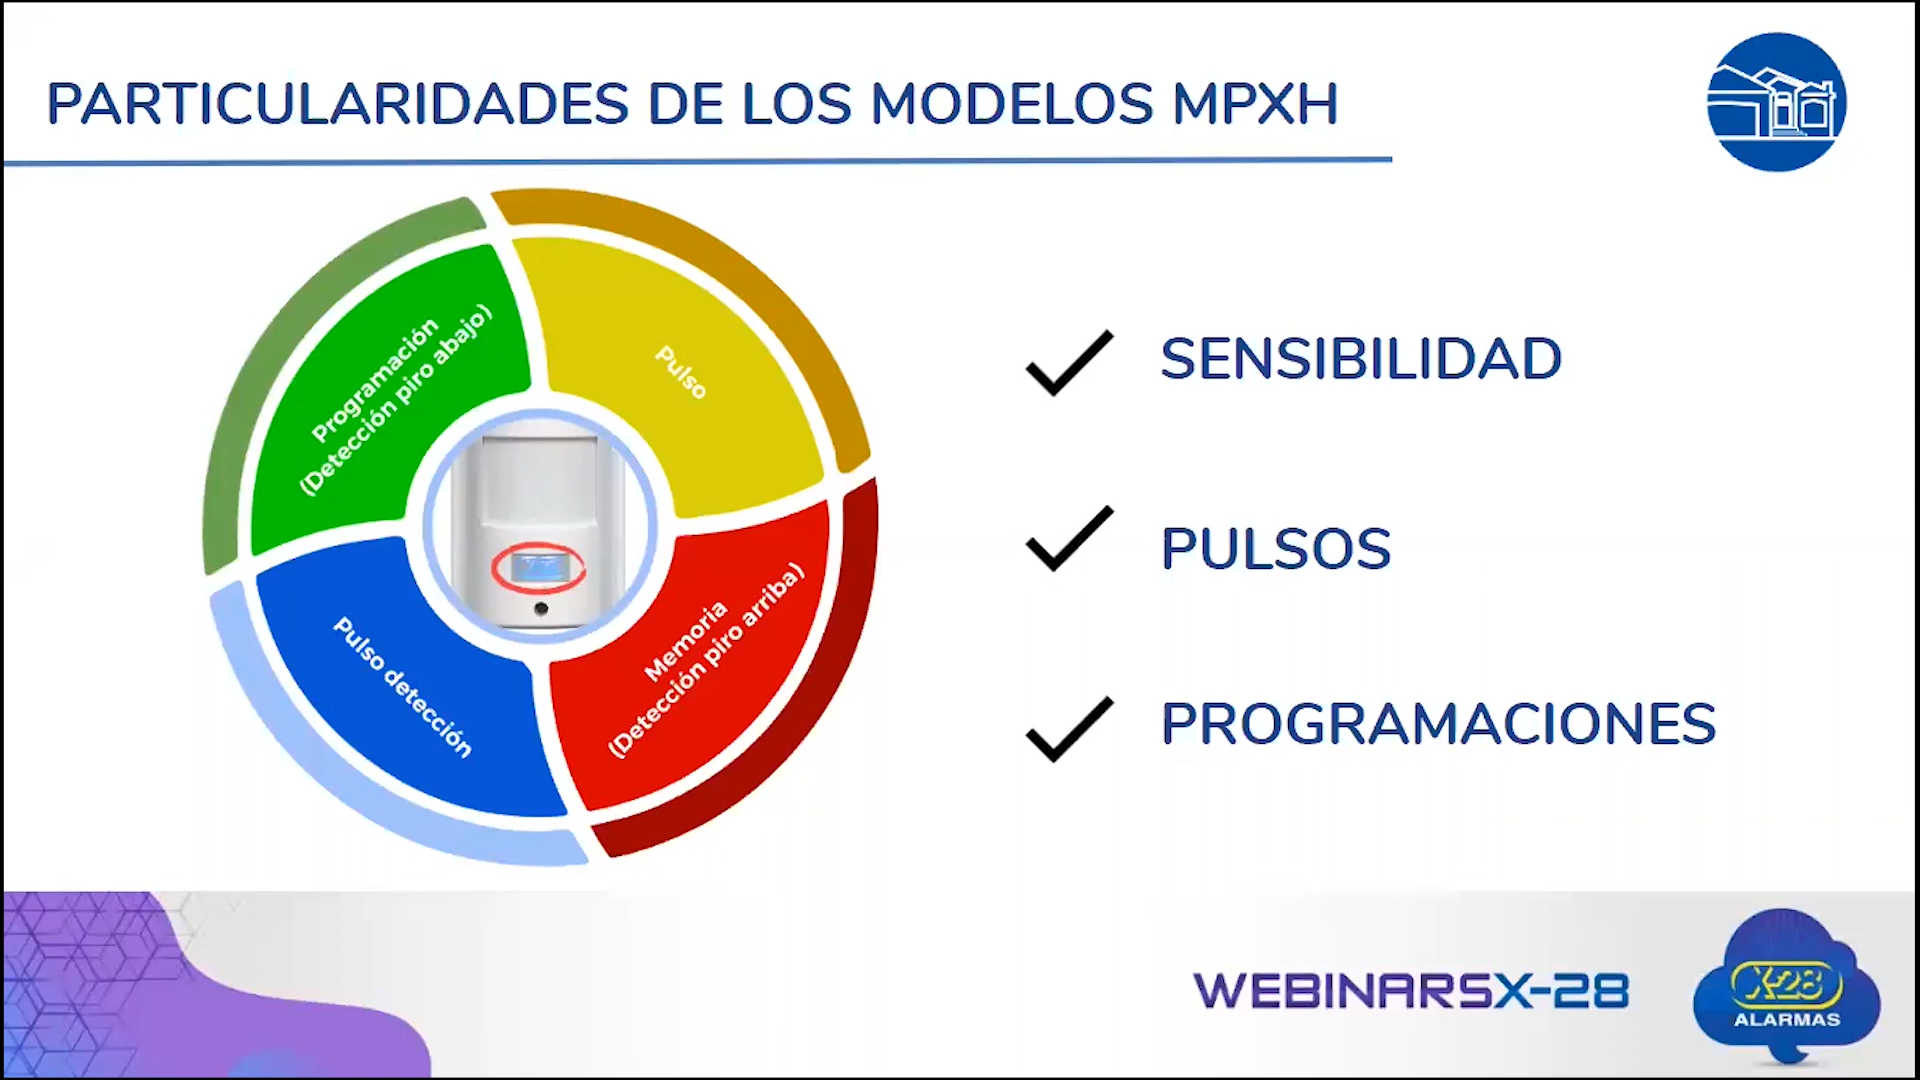 PARTICULARIDADES DE LOS MODELOS MPXH
Programación
(Detección piro abajo)
Pulso
Pulso detección
Memoria
(Detección piro arriba)
SENSIBILIDAD
PULSOS
PROGRAMACIONES
WEBINARSX-28
X-28
ALARMAS